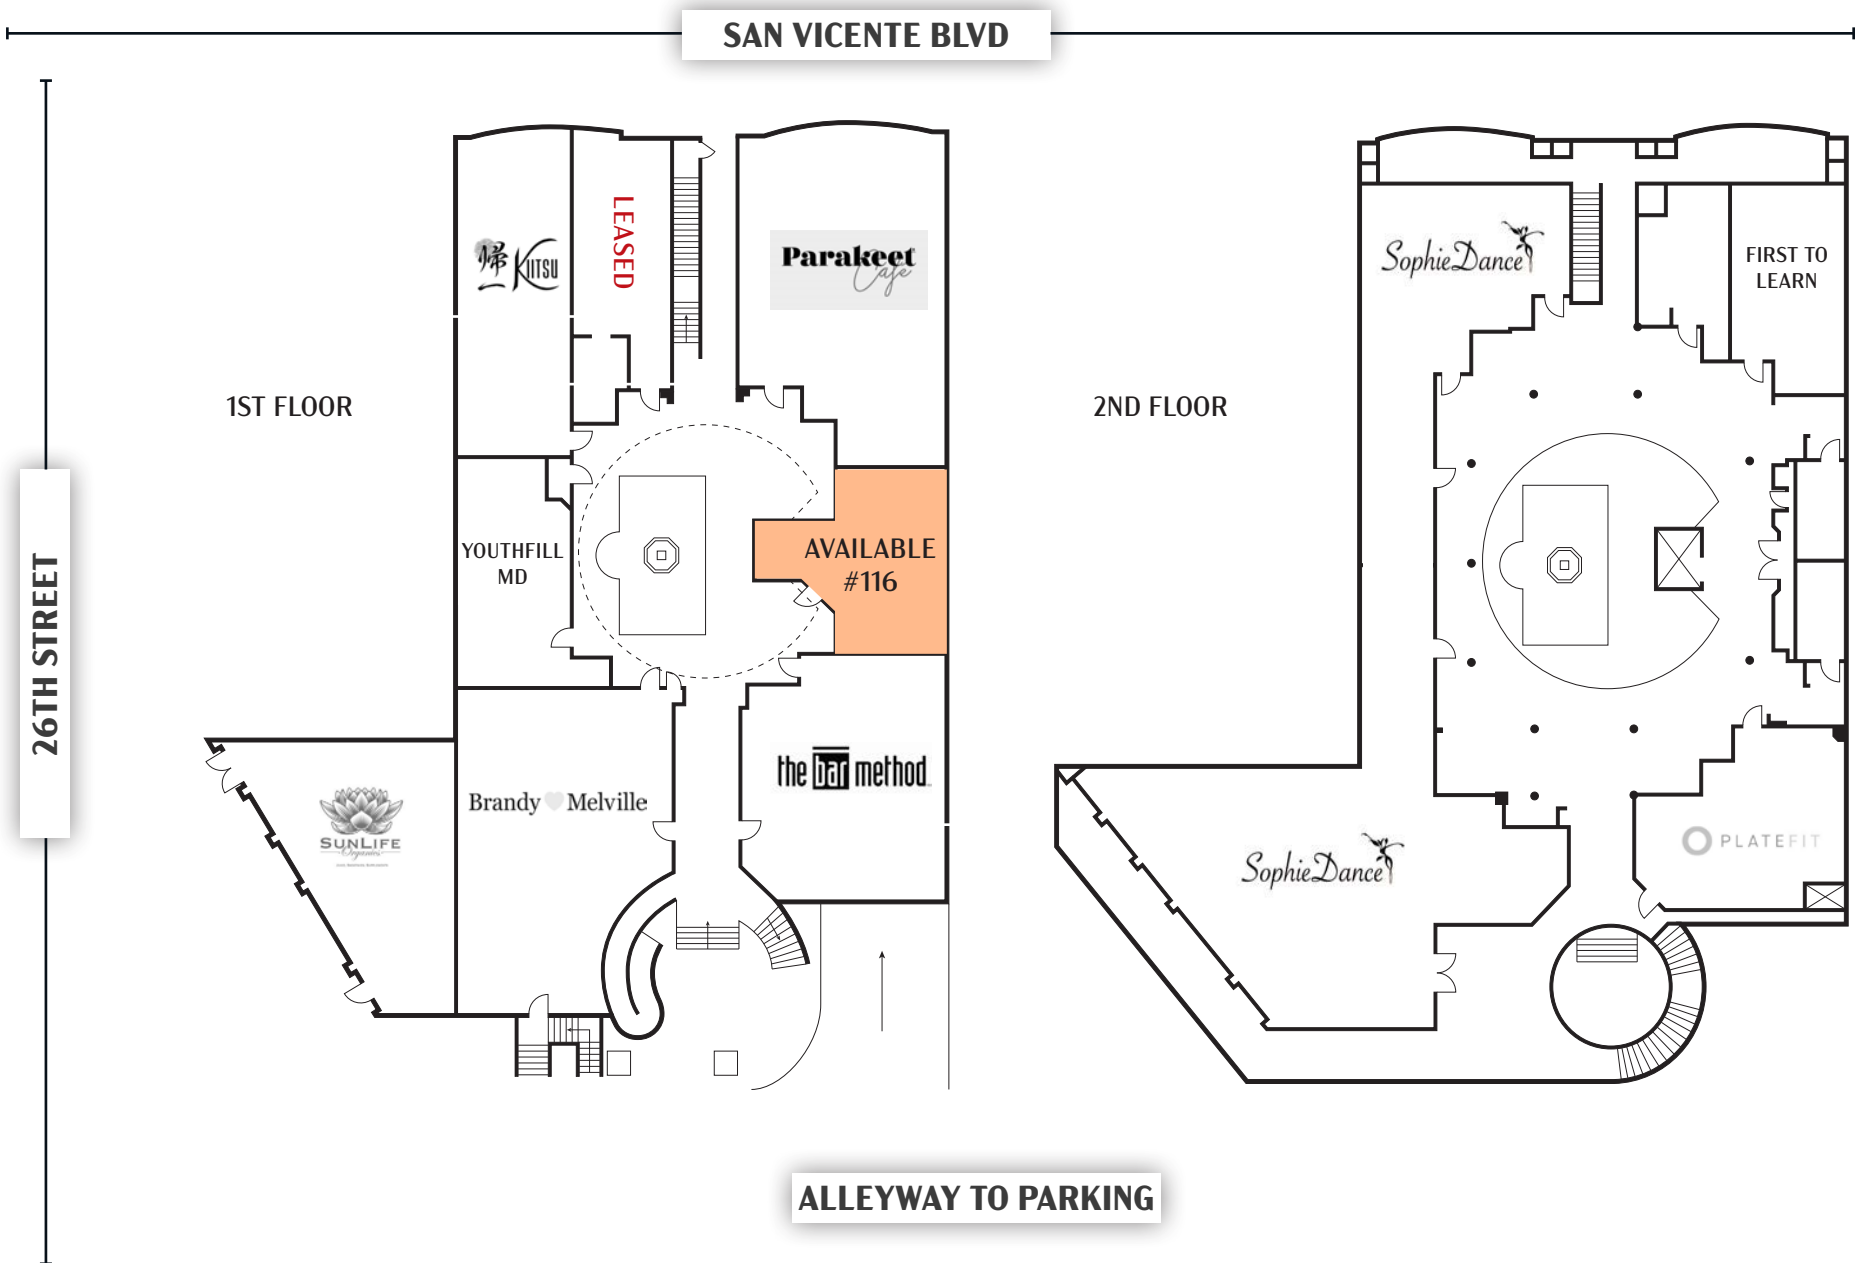 SAN VICENTE BLVD
26TH STREET
1ST FLOOR
帰 KIITSU
LEASED
Parakeet
Cafe
YOUTHFILL
MD
AVAILABLE
#116
SUNLIFE
Organics
Brandy Melville
the bar method
2ND FLOOR
SophieDance
FIRST TO
LEARN
SophieDance
PLATEFIT
ALLEYWAY TO PARKING